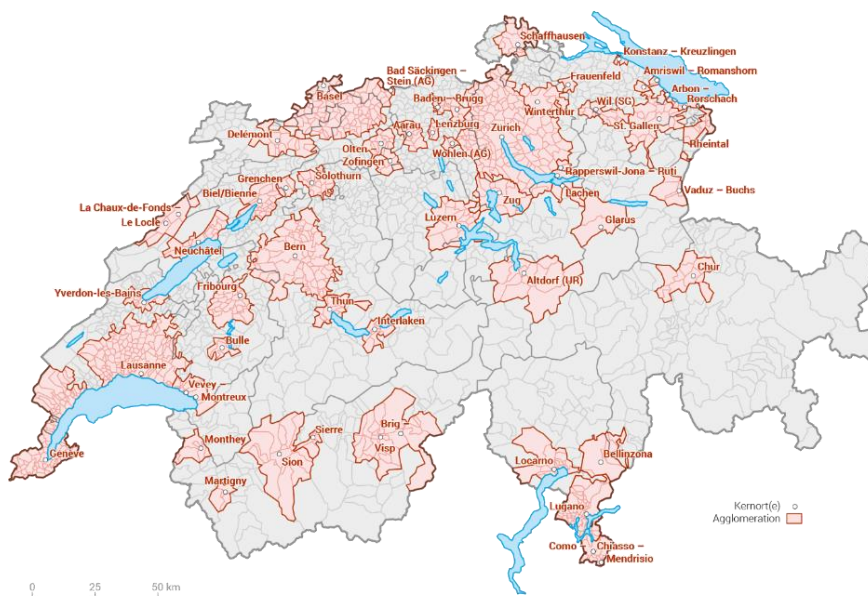 Schaffhausen
Konstanz – Kreuzlingen
Bad Säckingen –
Stein (AG)
Frauenfeld
Amriswil – Romanshorn
Arbon –
Rorschach
Basel
Baden – Brugg
Winterthur
Wil (SG)
St. Gallen
Delémont
Aarau
Lenzburg
Zürich
Olten
Rheintal
Zofingen
Wohlen (AG)
Grenchen
Solothurn
Rapperswil-Jona – Rüti
Biel/Bienne
Lachen
Vaduz – Buchs
Zug
La Chaux-de-Fonds
Le Locle
Luzern
Glarus
Neuchâtel
Bern
Chur
Altdorf (UR)
Yverdon-les-Bains
Fribourg
Thun
Interlaken
Bulle
Lausanne
Vevey –
Montreux
Sierre
Brig –
Visp
Monthey
Genève
Sion
Locarno
Bellinzona
Martigny
Lugano
Kernort(e)
Agglomeration
Como –
Chiasso –
Mendrisio
0 25 50 km